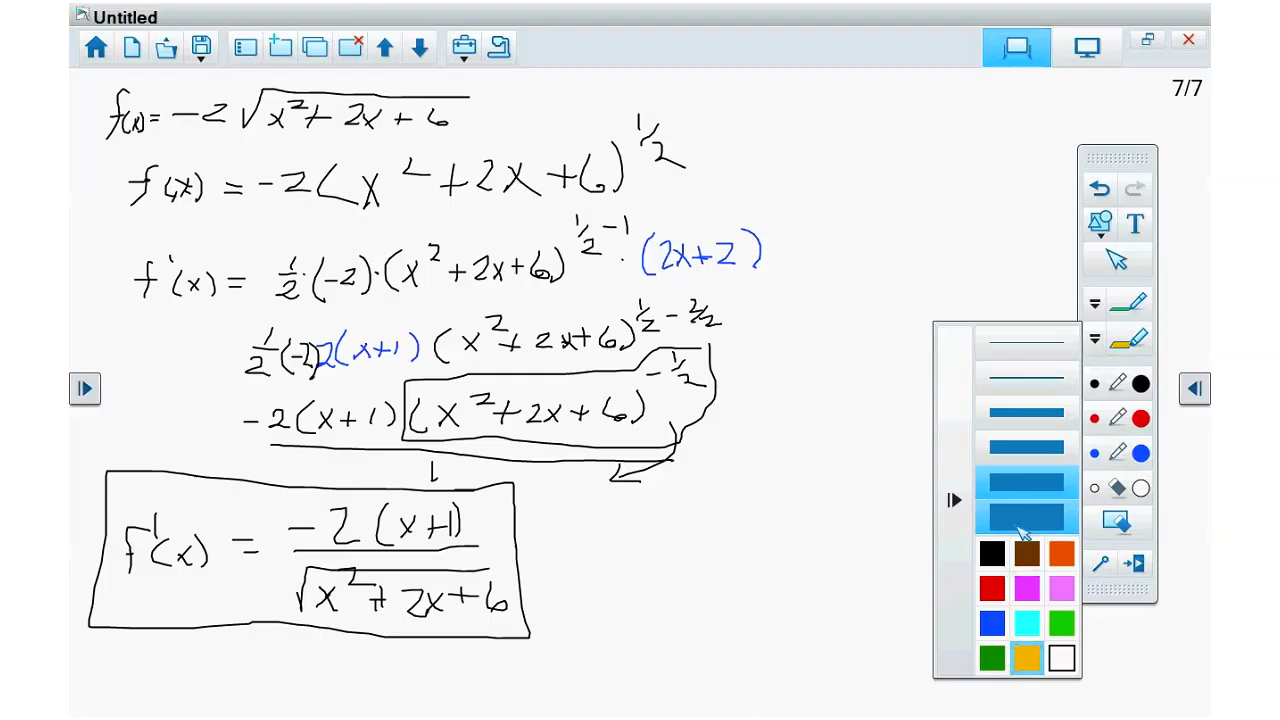 Untitled
7/7
T
f(x) = -2 √(x² + 2x + 6)
f(x) = -2 (x² + 2x + 6)^1/2
f'(x) = 1/2 · (-2) · (x² + 2x + 6)^1/2 - 1 · (2x + 2)
1/2 (-2) 2(x+1) (x² + 2x + 6)^1/2 - 2/2
-2 (x + 1) (x² + 2x + 6)^-1/2
f'(x) = -2 (x+1) / √(x² + 2x + 6)